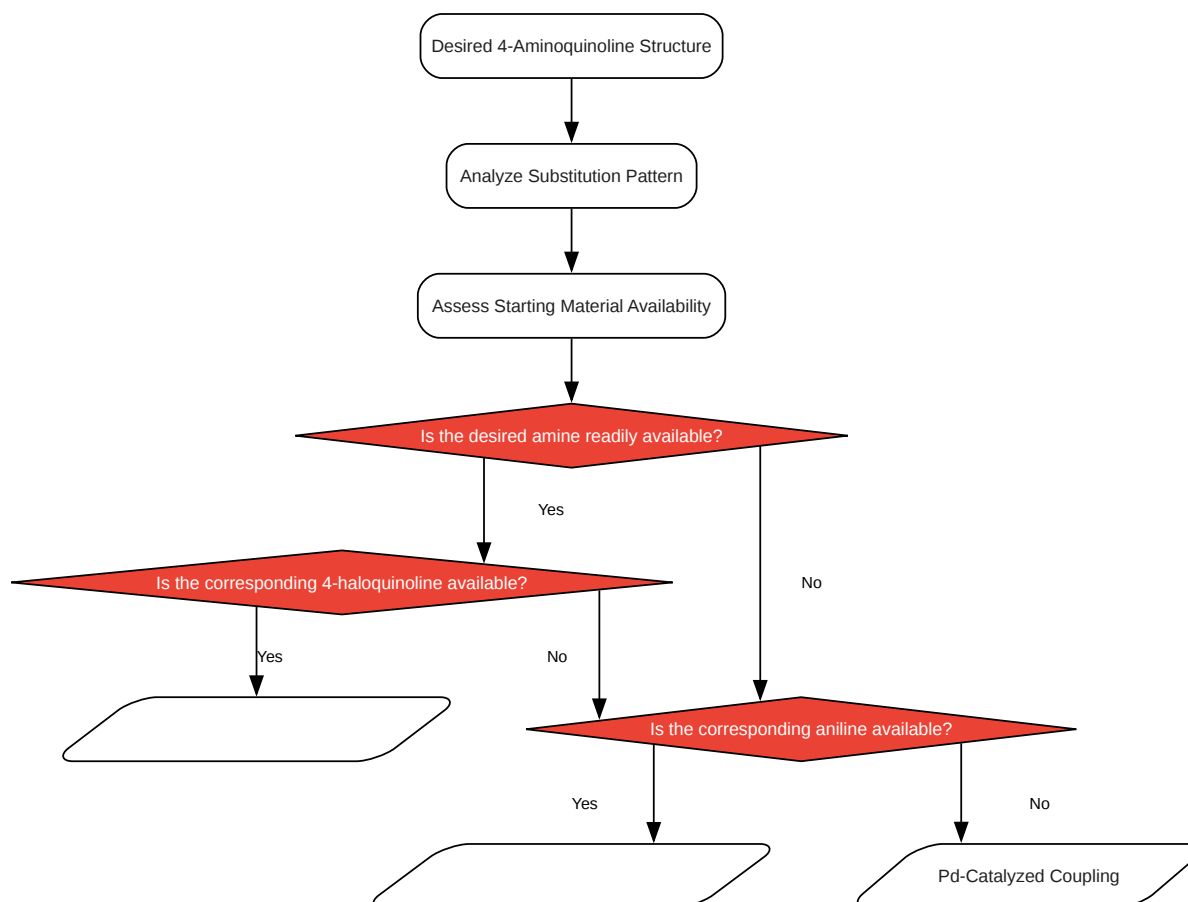 Desired 4-Aminoquinoline Structure
Analyze Substitution Pattern
Assess Starting Material Availability
Is the desired amine readily available?
Yes
Is the corresponding 4-haloquinoline available?
No
Yes
No
Is the corresponding aniline available?
Yes
No
Pd-Catalyzed Coupling